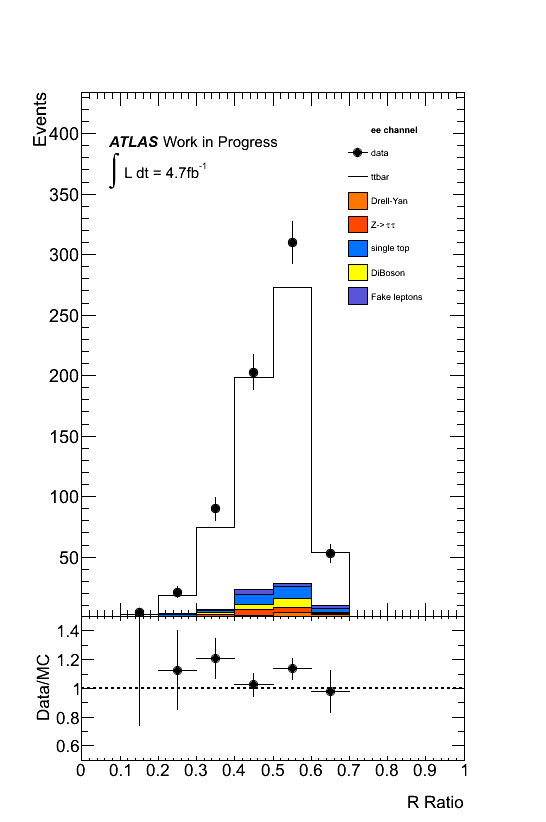 Events
400
350
300
250
200
150
100
50
ATLAS Work in Progress
∫ L dt = 4.7fb⁻¹
ee channel
data
ttbar
Drell-Yan
Z->ττ
single top
DiBoson
Fake leptons
Data/MC
1.4
1.2
1
0.8
0.6
0 0.1 0.2 0.3 0.4 0.5 0.6 0.7 0.8 0.9 1
R Ratio